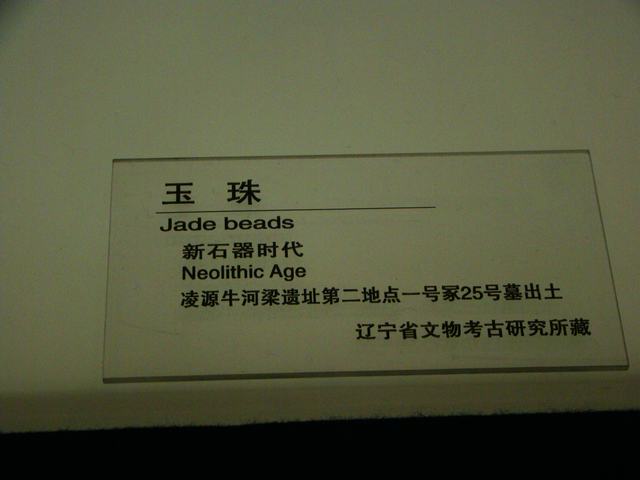 玉 珠
Jade beads
新石器时代
Neolithic Age
凌源牛河梁遗址第二地点一号冢25号墓出土
辽宁省文物考古研究所藏